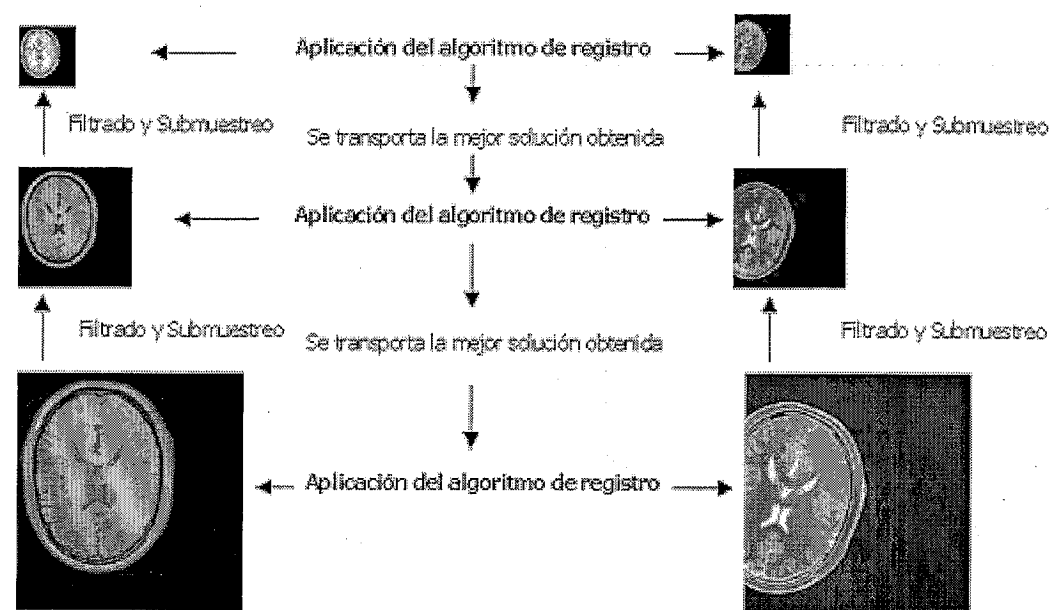 Aplicación del algoritmo de registro
Filtrado y Submuestreo
Se transporta la mejor solución obtenida
Filtrado y Submuestreo
Aplicación del algoritmo de registro
Filtrado y Submuestreo
Se transporta la mejor solución obtenida
Filtrado y Submuestreo
Aplicación del algoritmo de registro